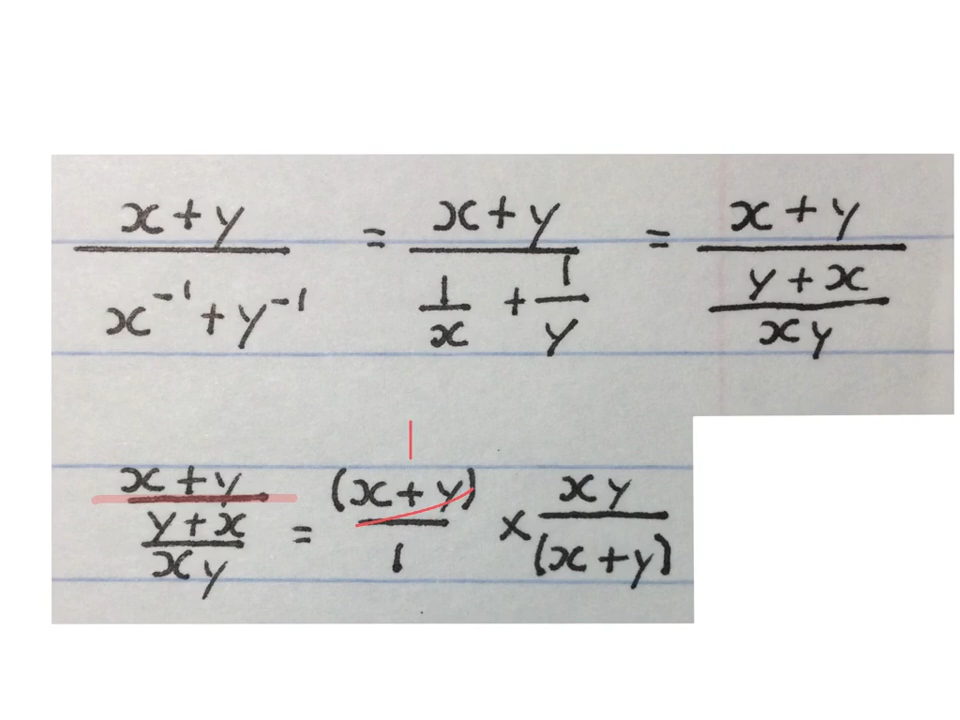 (x+y)/(x⁻¹+y⁻¹) = (x+y)/(1/x + 1/y) = (x+y)/((y+x)/(xy))
1
(x+y)/((y+x)/(xy)) = (x+y)/1 × xy/(x+y)